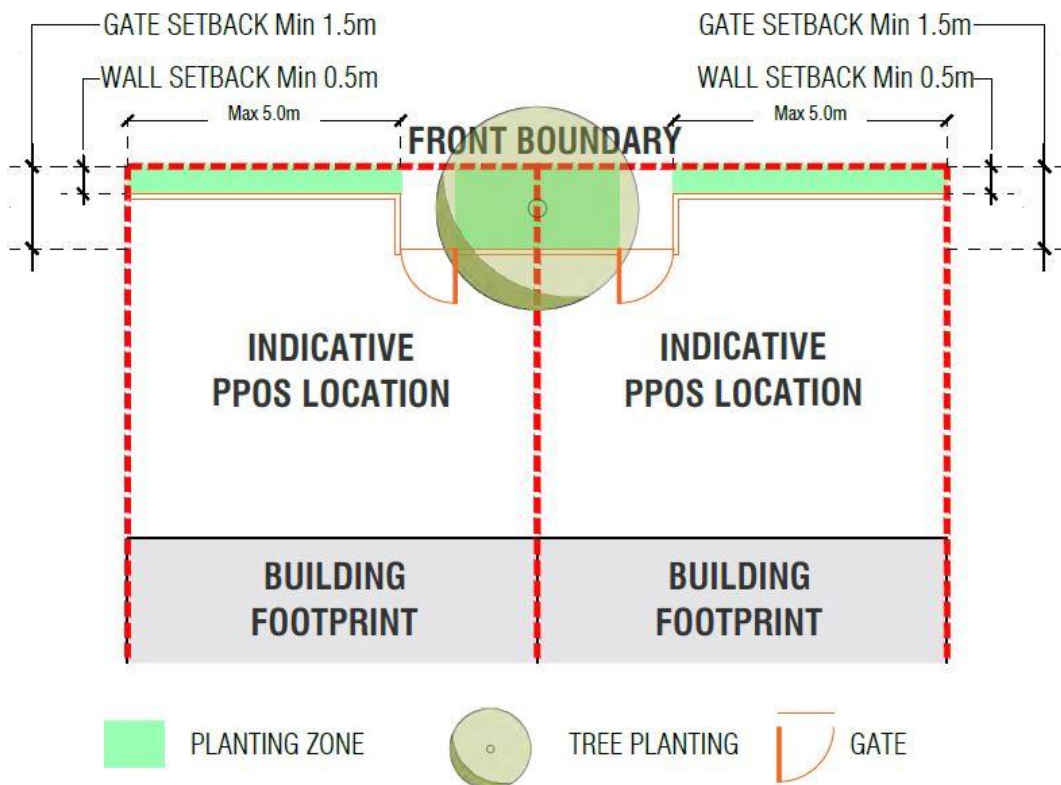 GATE SETBACK Min 1.5m
GATE SETBACK Min 1.5m
WALL SETBACK Min 0.5m
WALL SETBACK Min 0.5m
Max 5.0m
Max 5.0m
FRONT BOUNDARY
INDICATIVE
PPOS LOCATION
INDICATIVE
PPOS LOCATION
BUILDING
FOOTPRINT
BUILDING
FOOTPRINT
PLANTING ZONE
TREE PLANTING
GATE